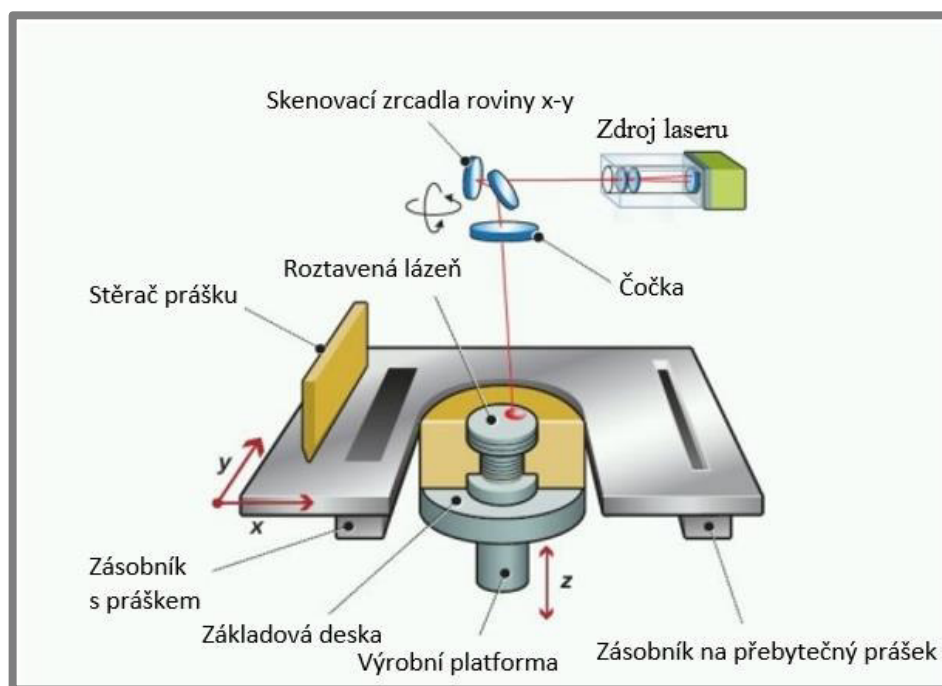 Skenovací zrcadla roviny x-y
Zdroj laseru
Roztavená lázeň
Čočka
Stěrač prášku
y
x
z
Zásobník
s práškem
Základová deska
Výrobní platforma
Zásobník na přebytečný prášek